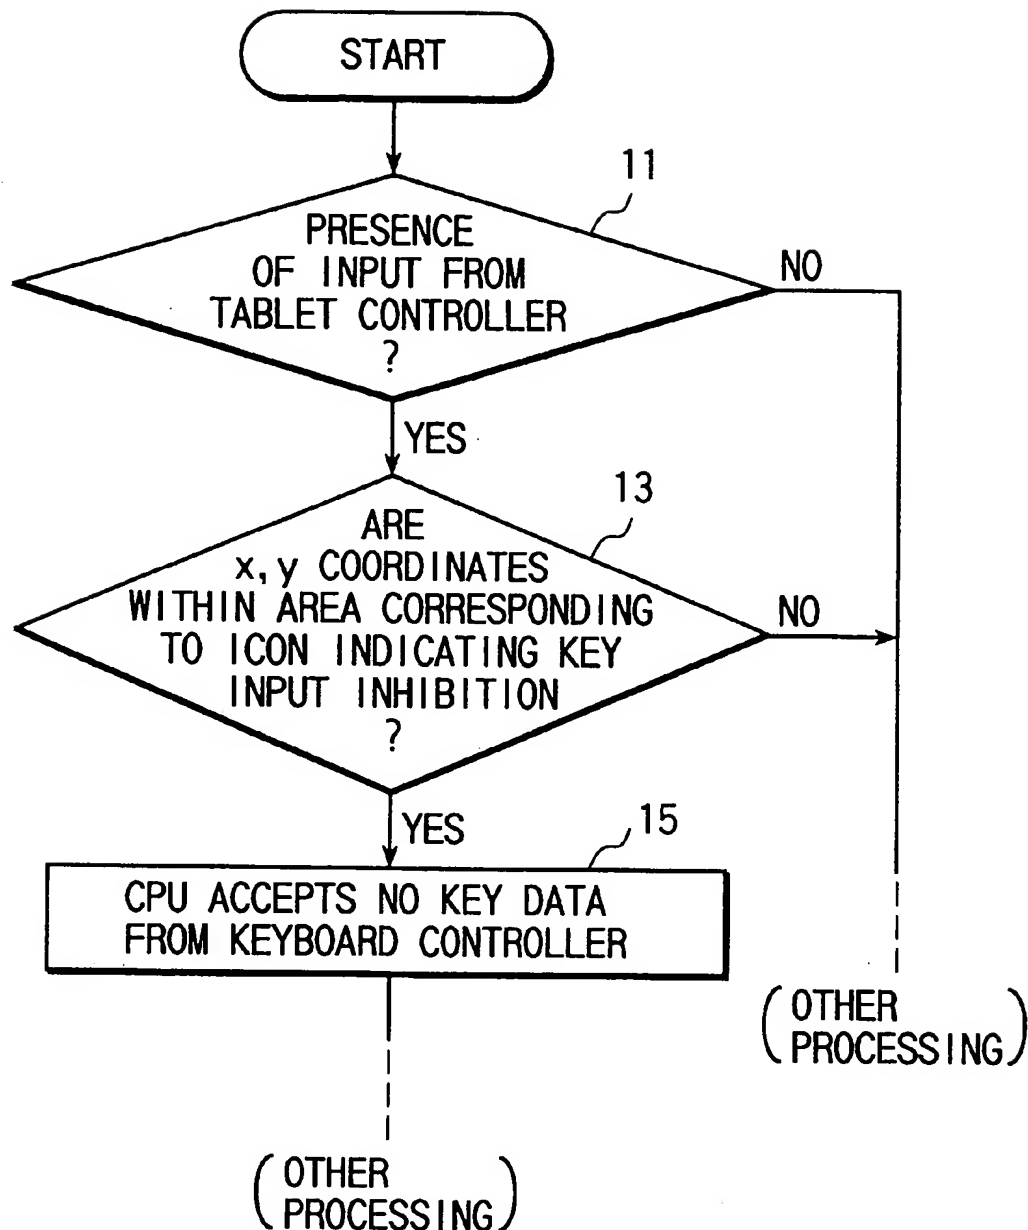 START
11
PRESENCE
OF INPUT FROM
TABLET CONTROLLER
?
NO
YES
13
ARE
x, y COORDINATES
WITHIN AREA CORRESPONDING
TO ICON INDICATING KEY
INPUT INHIBITION
?
NO
YES
15
CPU ACCEPTS NO KEY DATA
FROM KEYBOARD CONTROLLER
(OTHER
PROCESSING)
(OTHER
PROCESSING)